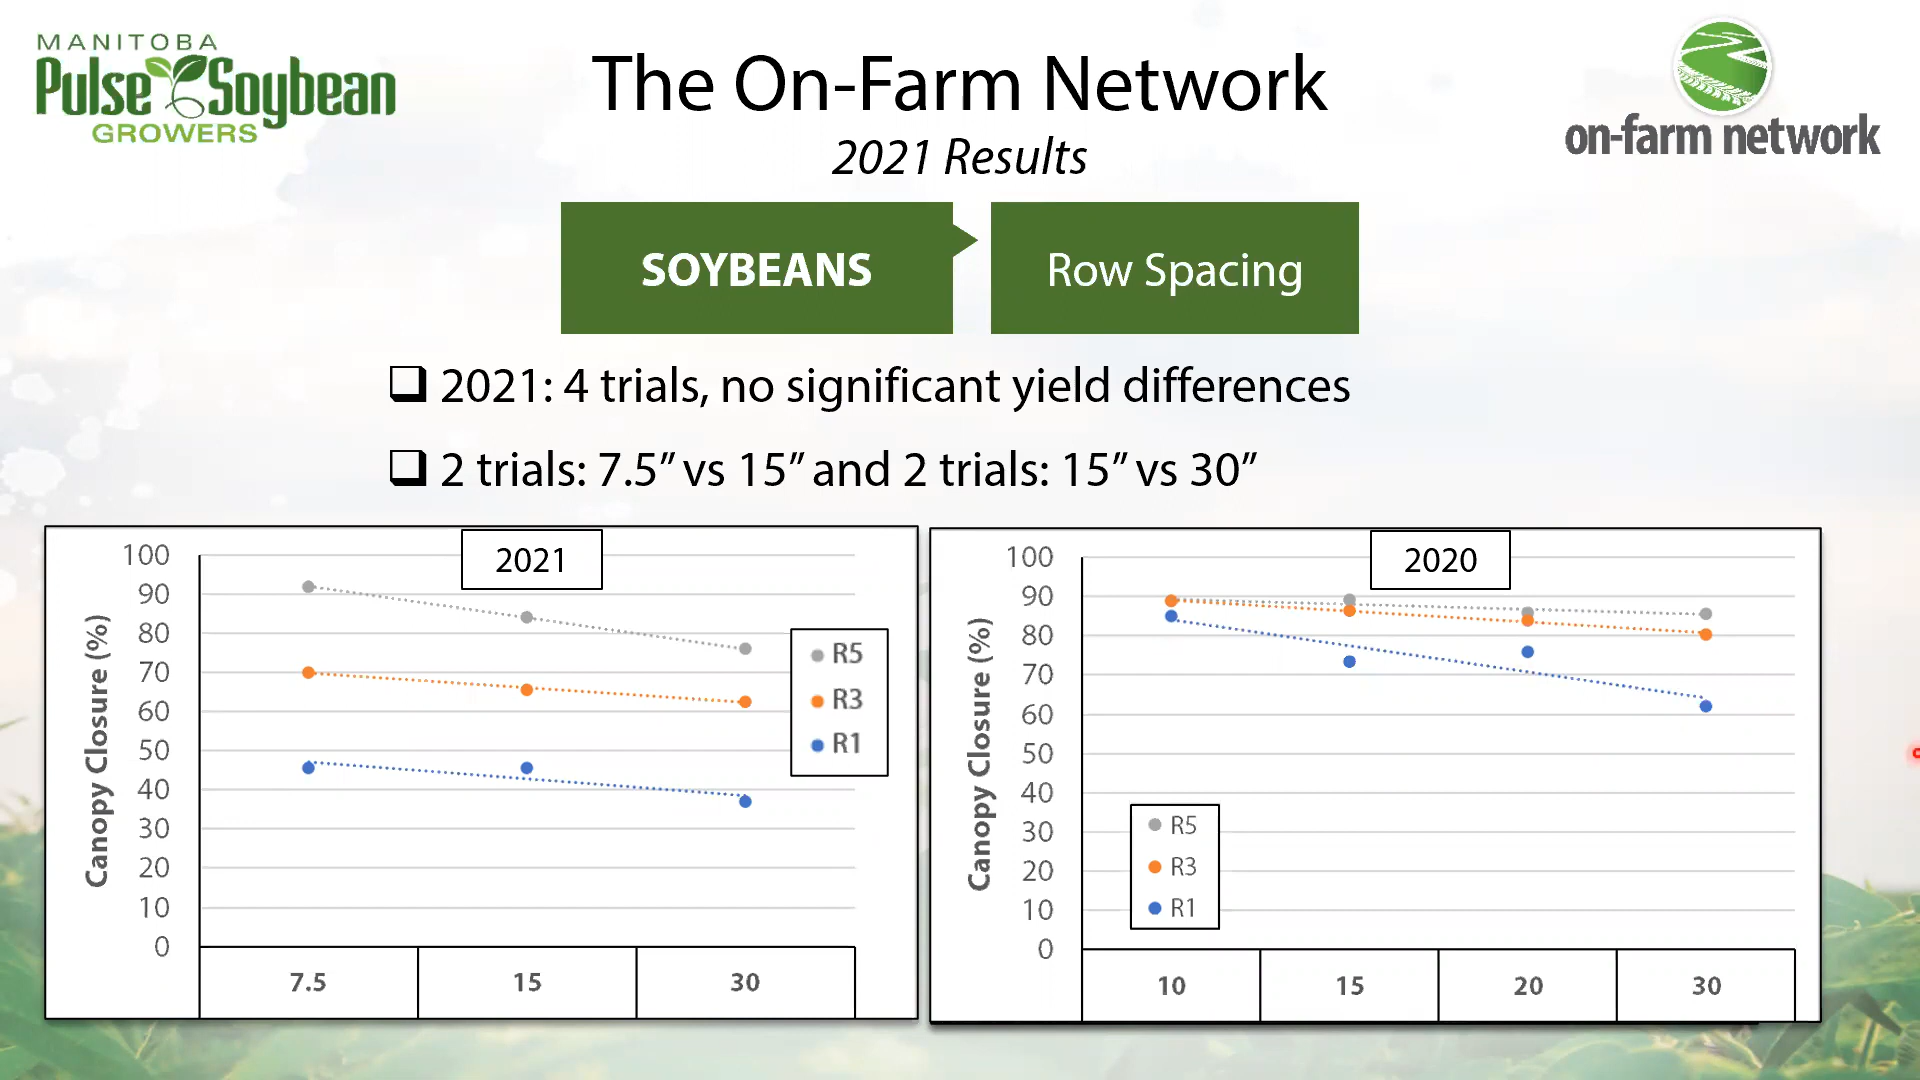 MANITOBA
Pulse Soybean
GROWERS
The On-Farm Network
2021 Results
on-farm network
SOYBEANS
Row Spacing
❑ 2021: 4 trials, no significant yield differences
❑ 2 trials: 7.5” vs 15” and 2 trials: 15” vs 30”
2021
Canopy Closure (%)
100
90
80
70
60
50
40
30
20
10
0
7.5 15 30
R5
R3
R1
2020
Canopy Closure (%)
100
90
80
70
60
50
40
30
20
10
0
10 15 20 30
R5
R3
R1